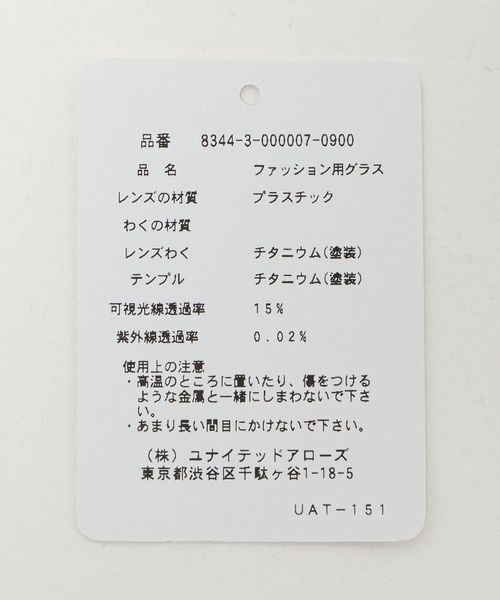 品番 8344-3-000007-0900
品 名 ファッション用グラス
レンズの材質 プラスチック
わくの材質
レンズわく チタニウム(塗装)
テンプル チタニウム(塗装)
可視光線透過率 15%
紫外線透過率 0.02%
使用上の注意
・高温のところに置いたり、傷をつける
ような金属と一緒にしまわないで下さ
い。
・あまり長い間目にかけないで下さい。
(株) ユナイテッドアローズ
東京都渋谷区千駄ヶ谷1-18-5
UAT-151